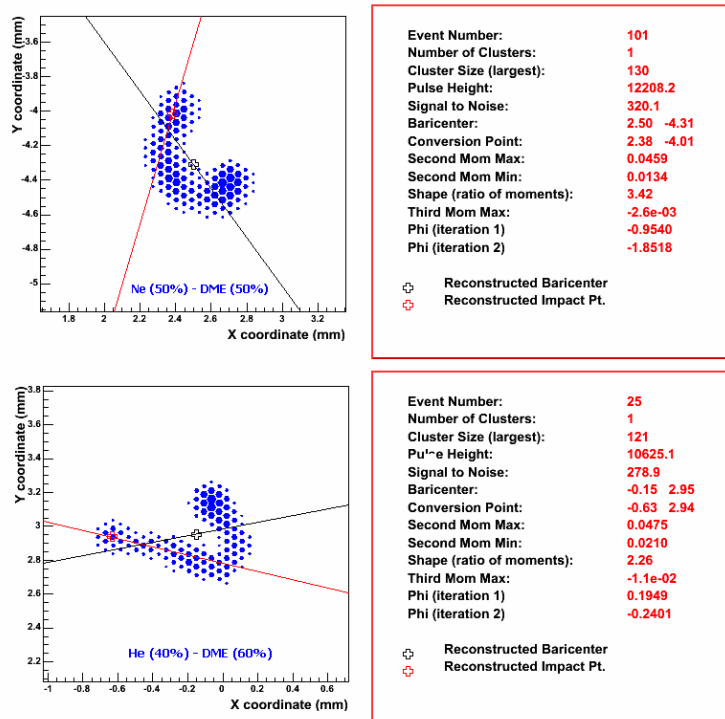 Y coordinate (mm)
-3.6
-3.8
-4
-4.2
-4.4
-4.6
-4.8
-5
Ne (50%) - DME (50%)
1.8 2 2.2 2.4 2.6 2.8 3 3.2
X coordinate (mm)
Event Number: 101
Number of Clusters: 1
Cluster Size (largest): 130
Pulse Height: 12208.2
Signal to Noise: 320.1
Baricenter: 2.50 -4.31
Conversion Point: 2.38 -4.01
Second Mom Max: 0.0459
Second Mom Min: 0.0134
Shape (ratio of moments): 3.42
Third Mom Max: -2.6e-03
Phi (iteration 1) -0.9540
Phi (iteration 2) -1.8518
Reconstructed Baricenter
Reconstructed Impact Pt.
Y coordinate (mm)
3.8
3.6
3.4
3.2
3
2.8
2.6
2.4
2.2
He (40%) - DME (60%)
-1 -0.8 -0.6 -0.4 -0.2 0 0.2 0.4 0.6
X coordinate (mm)
Event Number: 25
Number of Clusters: 1
Cluster Size (largest): 121
Height: 10625.1
Signal to Noise: 278.9
Baricenter: -0.15 2.95
Conversion Point: -0.63 2.94
Second Mom Max: 0.0475
Second Mom Min: 0.0210
Shape (ratio of moments): 2.26
Third Mom Max: -1.1e-02
Phi (iteration 1) 0.1949
Phi (iteration 2) -0.2401
Reconstructed Baricenter
Reconstructed Impact Pt.